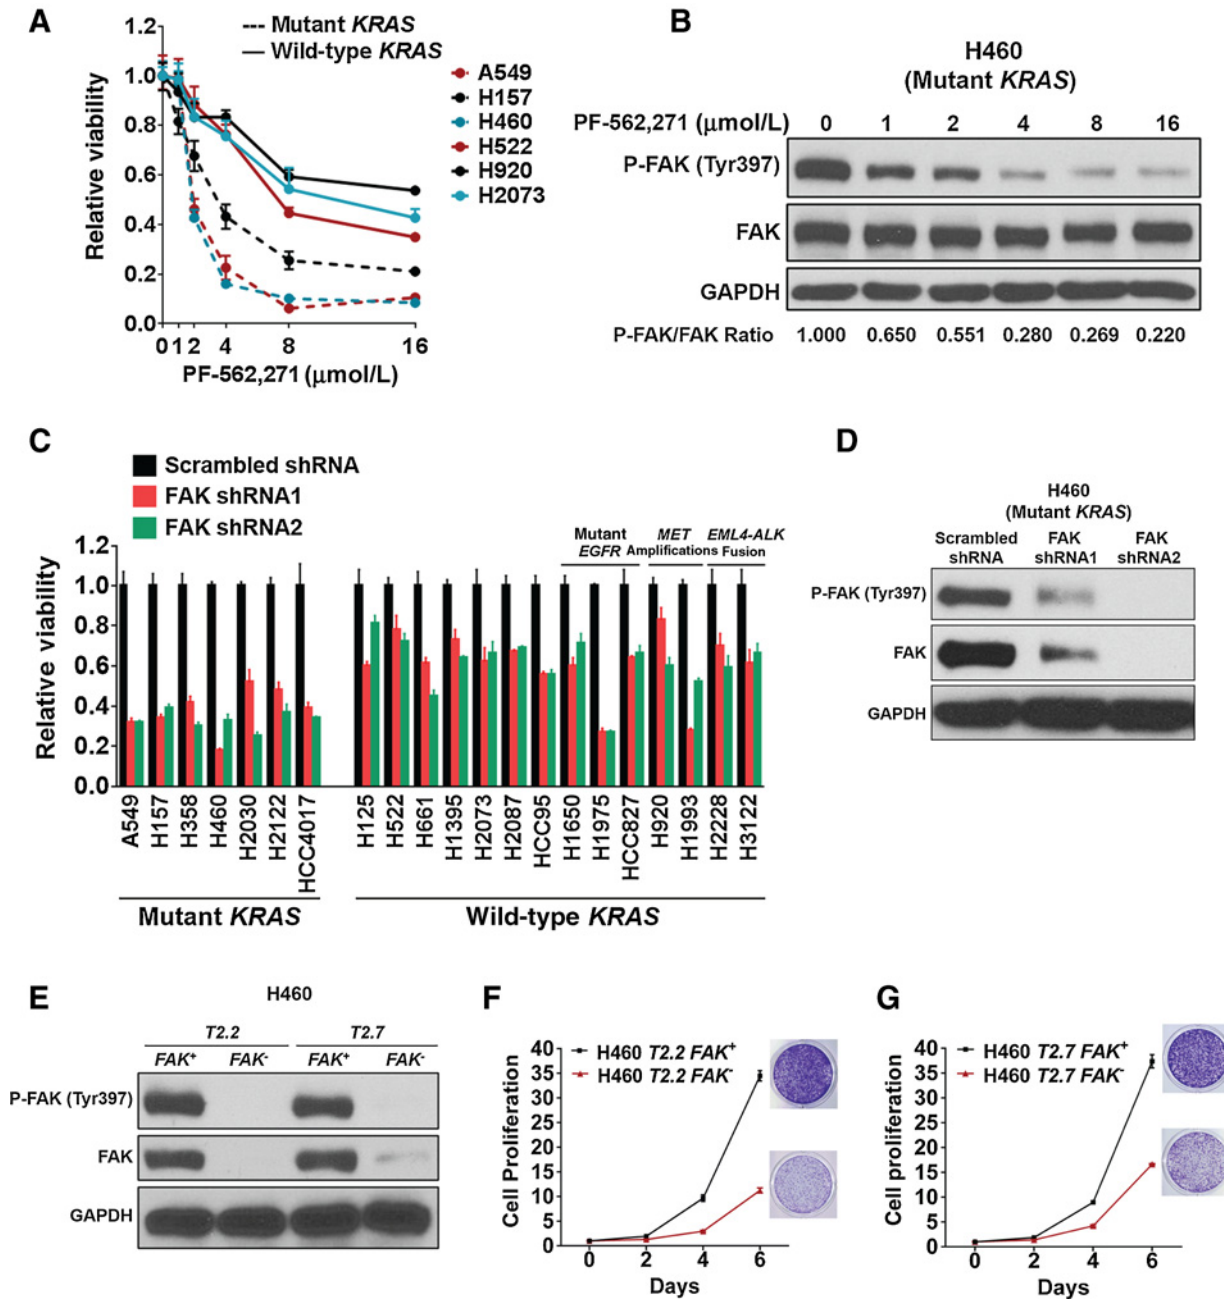 A
Mutant KRAS
Wild-type KRAS
A549
H157
H460
H522
H920
H2073
Relative viability
1.2
1.0
0.8
0.6
0.4
0.2
0.0
0 1 2 4 8 16
PF-562,271 (μmol/L)
B
H460
(Mutant KRAS)
PF-562,271 (μmol/L) 0 1 2 4 8 16
P-FAK (Tyr397)
FAK
GAPDH
P-FAK/FAK Ratio 1.000 0.650 0.551 0.280 0.269 0.220
C
Scrambled shRNA
FAK shRNA1
FAK shRNA2
Mutant EGFR
MET Amplifications
EML4-ALK Fusion
Relative viability
1.2
1.0
0.8
0.6
0.4
0.2
0.0
A549 H157 H358 H460 H2030 H2122 HCC4017
H125 H522 H661 H1395 H2073 H2087 HCC95 H1650 H1975 HCC827 H920 H1993 H2228 H3122
Mutant KRAS
Wild-type KRAS
D
H460
(Mutant KRAS)
Scrambled shRNA
FAK shRNA1
FAK shRNA2
P-FAK (Tyr397)
FAK
GAPDH
E
H460
T2.2 T2.7
FAK+ FAK- FAK+ FAK-
P-FAK (Tyr397)
FAK
GAPDH
F
H460 T2.2 FAK+
H460 T2.2 FAK-
Cell Proliferation
40
35
30
25
20
15
10
5
0
0 2 4 6
Days
G
H460 T2.7 FAK+
H460 T2.7 FAK-
Cell proliferation
40
35
30
25
20
15
10
5
0
0 2 4 6
Days